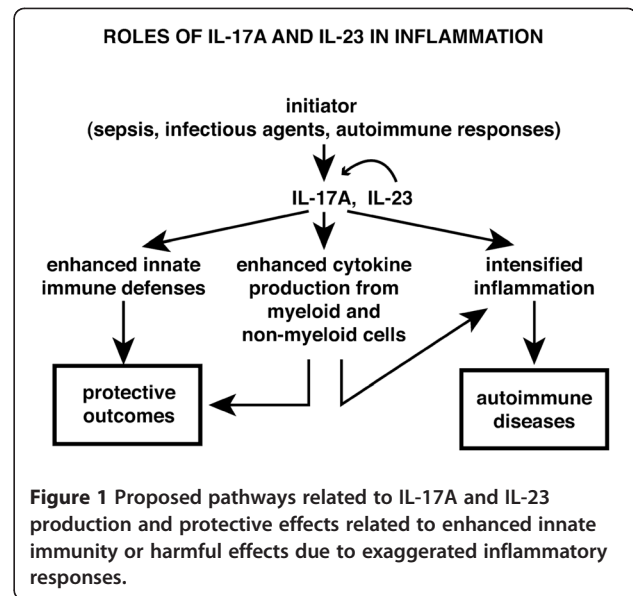 ROLES OF IL-17A AND IL-23 IN INFLAMMATION
initiator
(sepsis, infectious agents, autoimmune responses)
IL-17A, IL-23
enhanced innate
immune defenses
enhanced cytokine
production from
myeloid and
non-myeloid cells
intensified
inflammation
protective
outcomes
autoimmune
diseases
Figure 1 Proposed pathways related to IL-17A and IL-23
production and protective effects related to enhanced innate
immunity or harmful effects due to exaggerated inflammatory
responses.